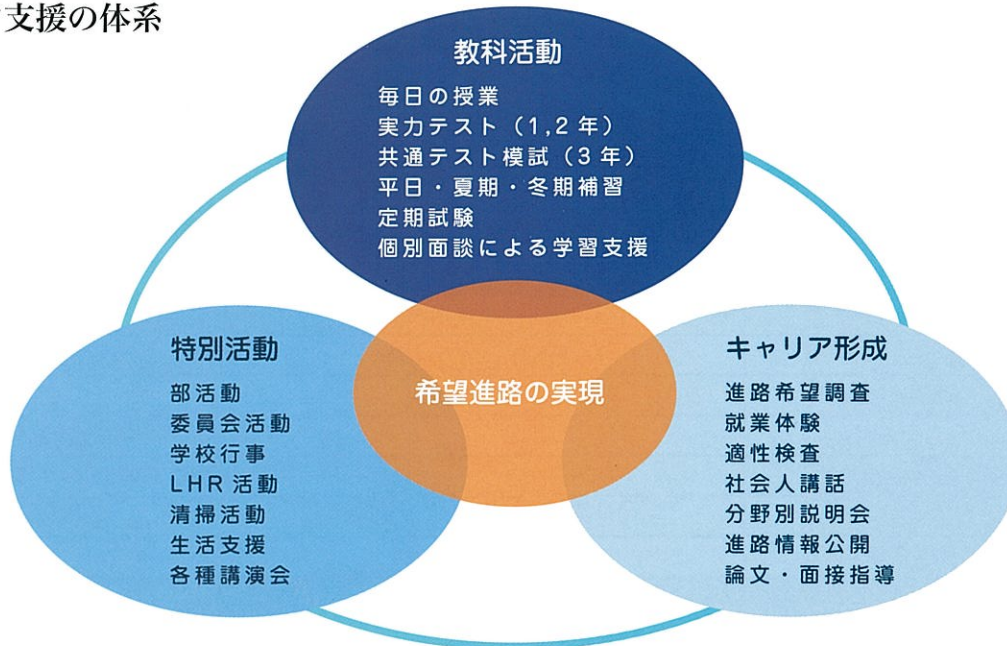 支援の体系
教科活動
毎日の授業
実力テスト（1,2年）
共通テスト模試（3年）
平日・夏期・冬期補習
定期試験
個別面談による学習支援
特別活動
部活動
委員会活動
学校行事
LHR 活動
清掃活動
生活支援
各種講演会
希望進路の実現
キャリア形成
進路希望調査
就業体験
適性検査
社会人講話
分野別説明会
進路情報公開
論文・面接指導